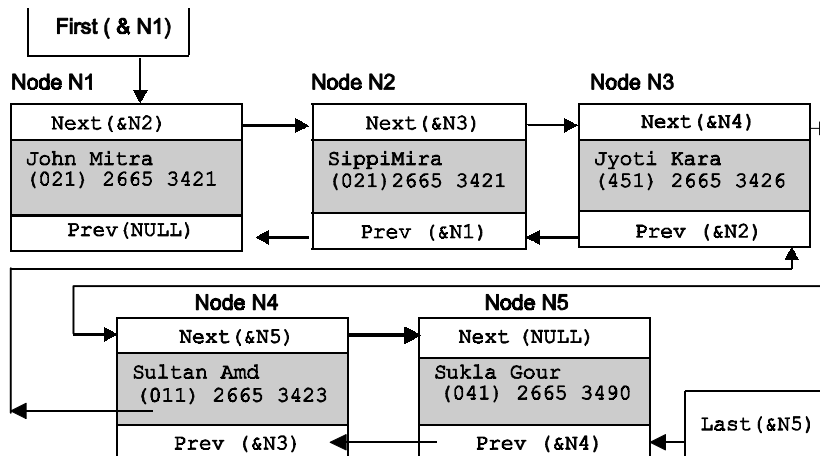 First ( & N1)
Node N1
Node N2
Node N3
Next(&N2)
Next(&N3)
Next(&N4)
John Mitra
(021) 2665 3421
SippiMira
(021)2665 3421
Jyoti Kara
(451) 2665 3426
Prev(NULL)
Prev (&N1)
Prev (&N2)
Node N4
Node N5
Next(&N5)
Next (NULL)
Sultan Amd
(011) 2665 3423
Sukla Gour
(041) 2665 3490
Last(&N5)
Prev (&N3)
Prev (&N4)